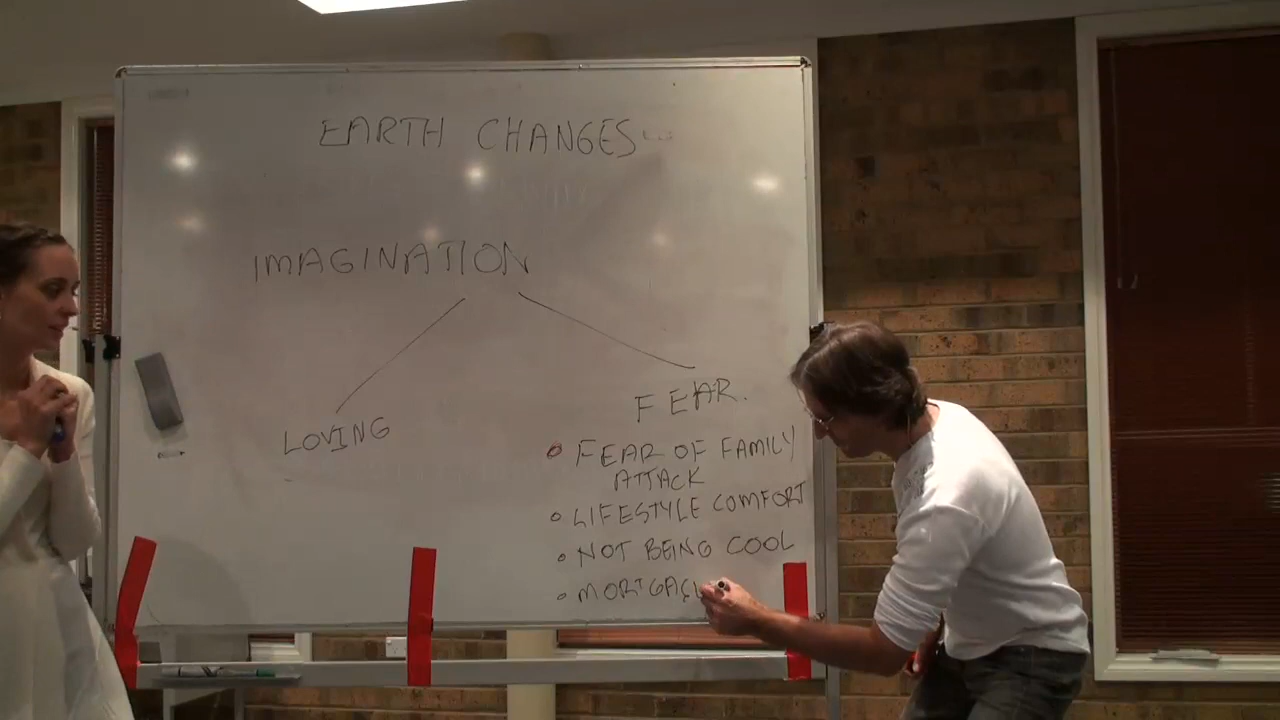 EARTH CHANGES
IMAGINATION
LOVING
FEAR.
FEAR OF FAMILY
ATTACK
LIFESTYLE COMFORT
NOT BEING COOL